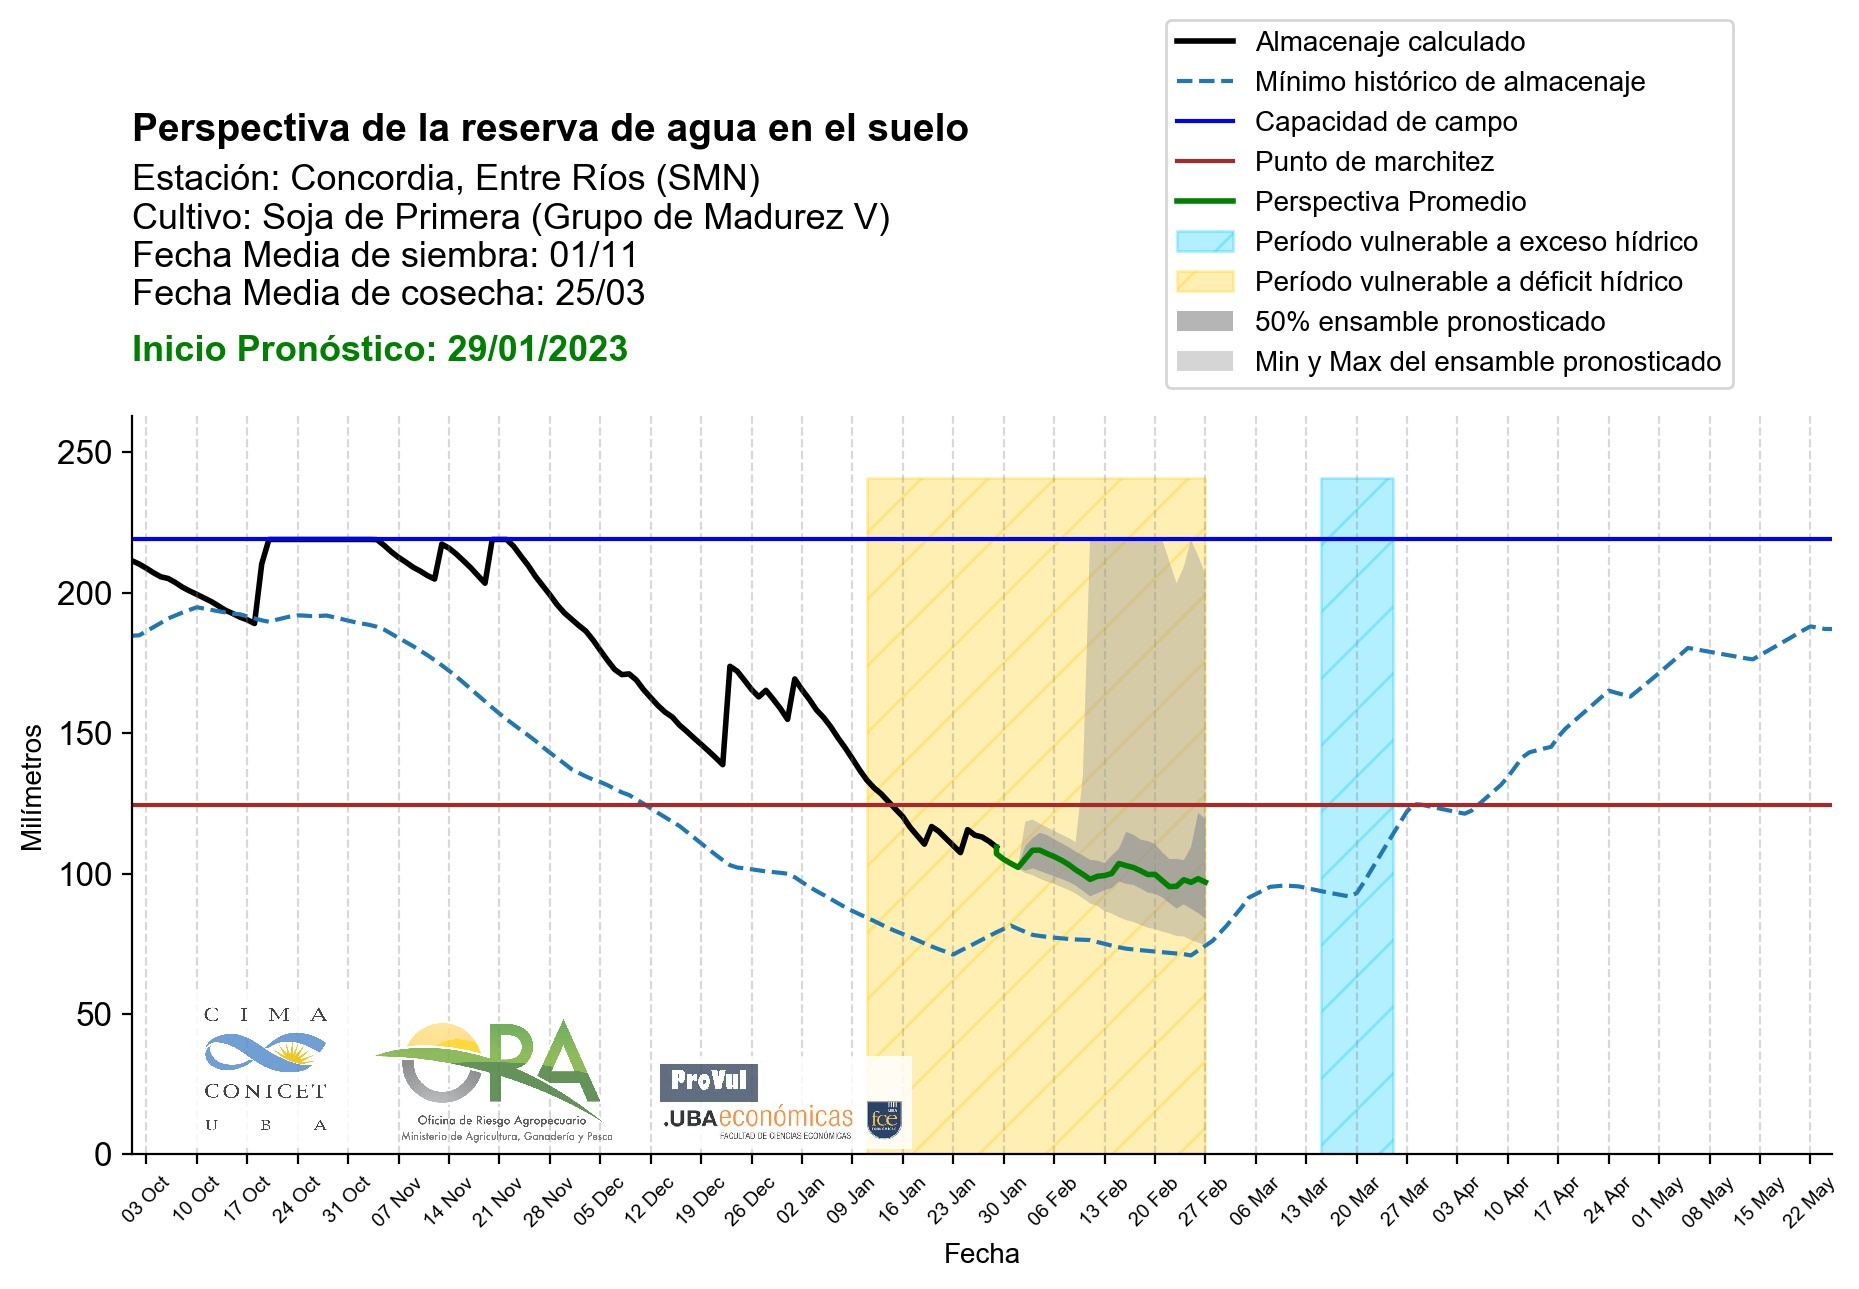 Almacenaje calculado
Mínimo histórico de almacenaje
Capacidad de campo
Punto de marchitez
Perspectiva Promedio
Período vulnerable a exceso hídrico
Período vulnerable a déficit hídrico
50% ensamble pronosticado
Min y Max del ensamble pronosticado
Perspectiva de la reserva de agua en el suelo
Estación: Concordia, Entre Ríos (SMN)
Cultivo: Soja de Primera (Grupo de Madurez V)
Fecha Media de siembra: 01/11
Fecha Media de cosecha: 25/03
Inicio Pronóstico: 29/01/2023
Milímetros
250
200
150
100
50
0
CIMA
CONICET
UBA
ORA
Oficina de Riesgo Agropecuario
Ministerio de Agricultura, Ganadería y Pesca
ProVul
.UBAeconómicas
FACULTAD DE CIENCIAS ECONÓMICAS
UBA
fce
ECONÓMICAS
03 Oct
10 Oct
17 Oct
24 Oct
31 Oct
07 Nov
14 Nov
21 Nov
28 Nov
05 Dec
12 Dec
19 Dec
26 Dec
02 Jan
09 Jan
16 Jan
23 Jan
30 Jan
06 Feb
13 Feb
20 Feb
27 Feb
06 Mar
13 Mar
20 Mar
27 Mar
03 Apr
10 Apr
17 Apr
24 Apr
01 May
08 May
15 May
22 May
Fecha